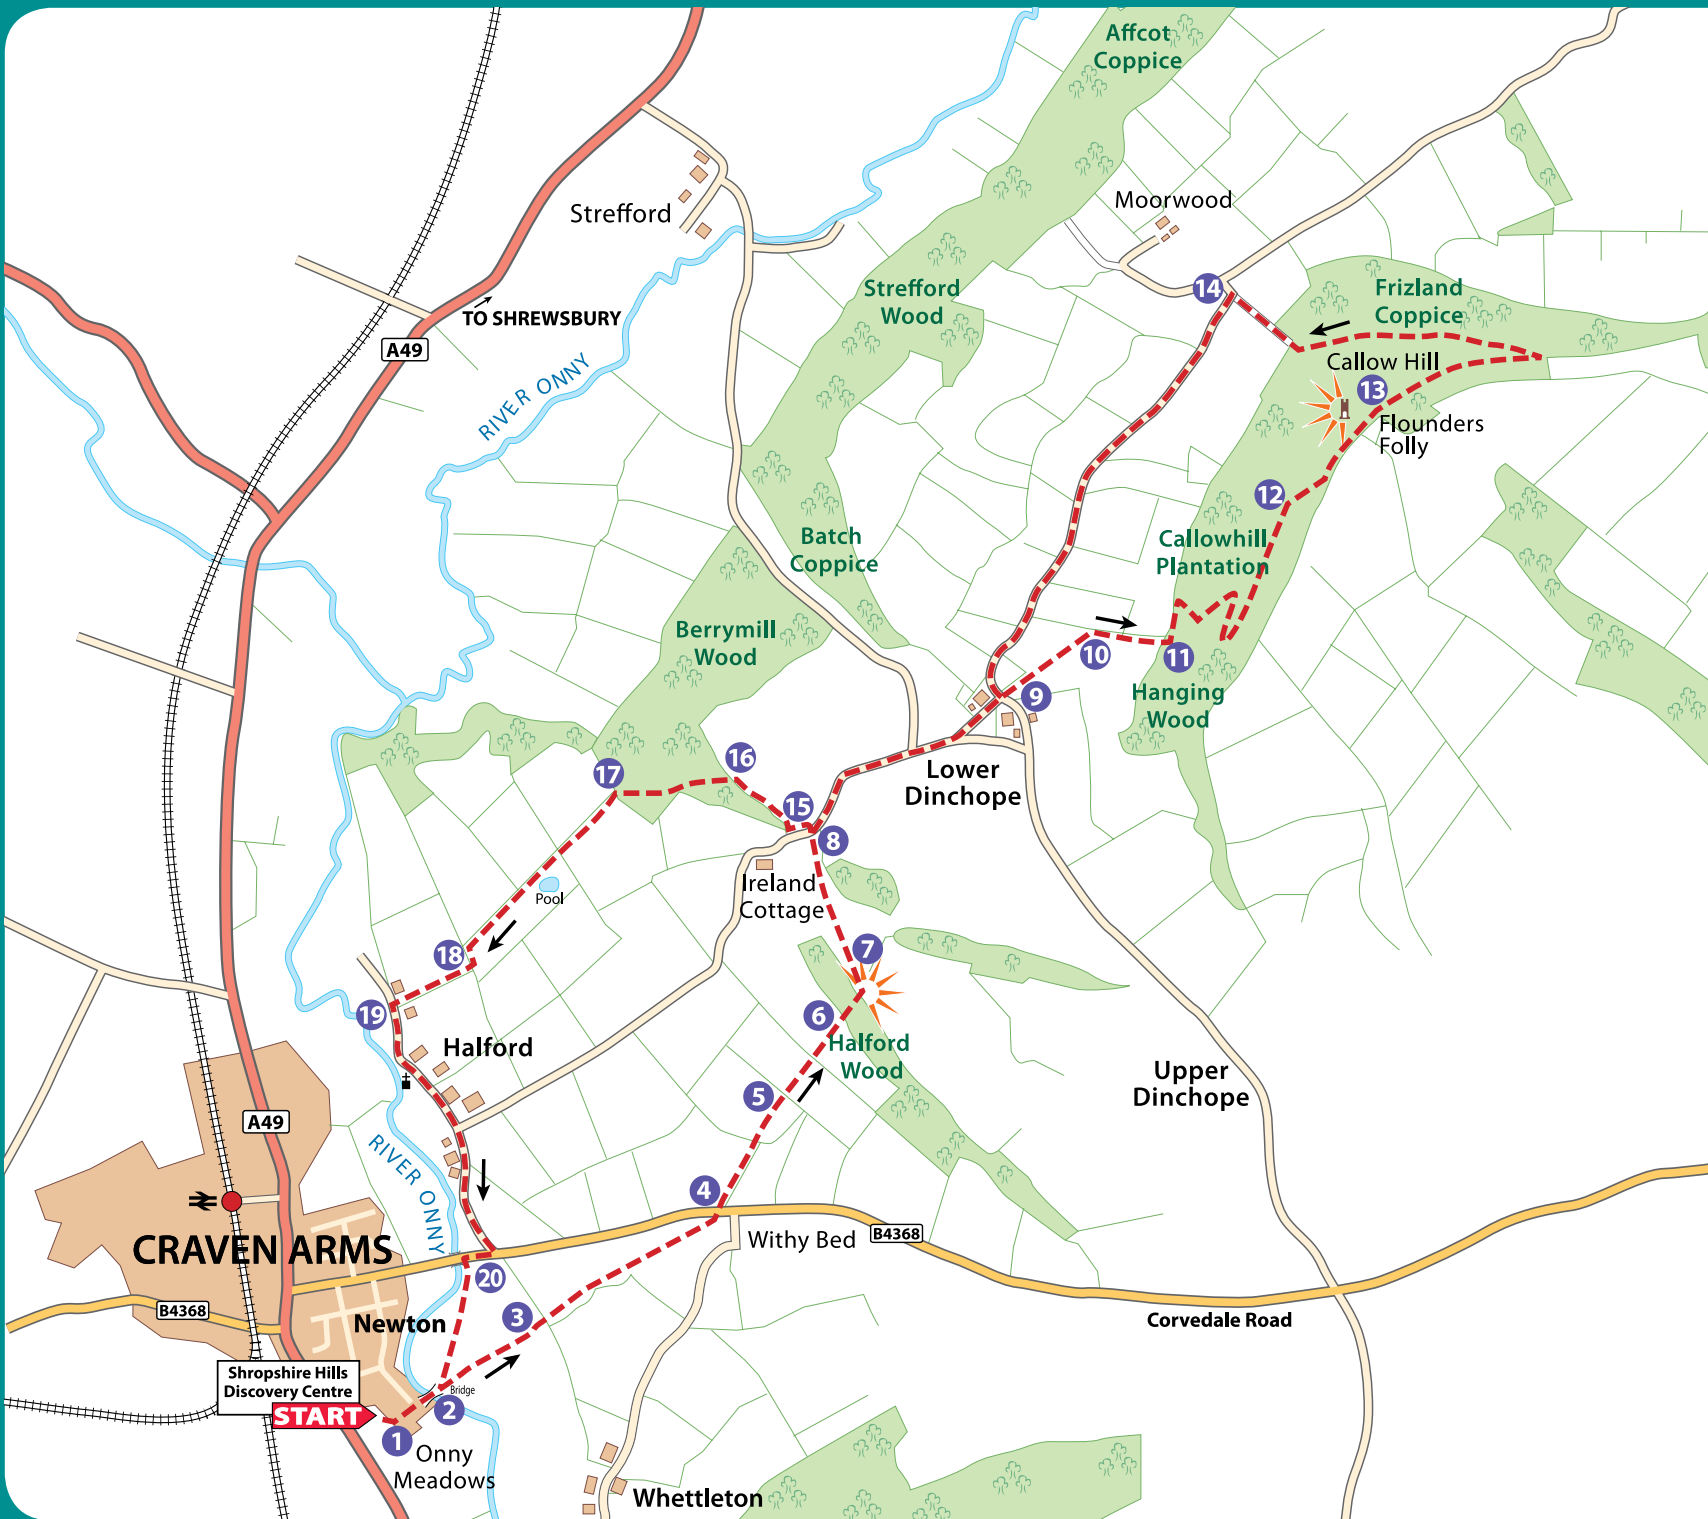 Affcot
Coppice
Moorwood
Strefford
Strefford
Wood
14
Frizland
Coppice
TO SHREWSBURY
A49
RIVER ONNY
Callow Hill
13
Flounders
Folly
12
Batch
Coppice
Callowhill
Plantation
Berrymill
Wood
10
11
Hanging
Wood
9
16
17
Lower
Dinchope
15
8
Ireland
Cottage
Pool
7
18
6
19
Halford
Halford
Wood
5
Upper
Dinchope
A49
RIVER ONNY
4
CRAVEN ARMS
Withy Bed
B4368
20
B4368
3
Newton
Corvedale Road
Shropshire Hills
Discovery Centre
START
Bridge
2
1
Onny
Meadows
Whettleton